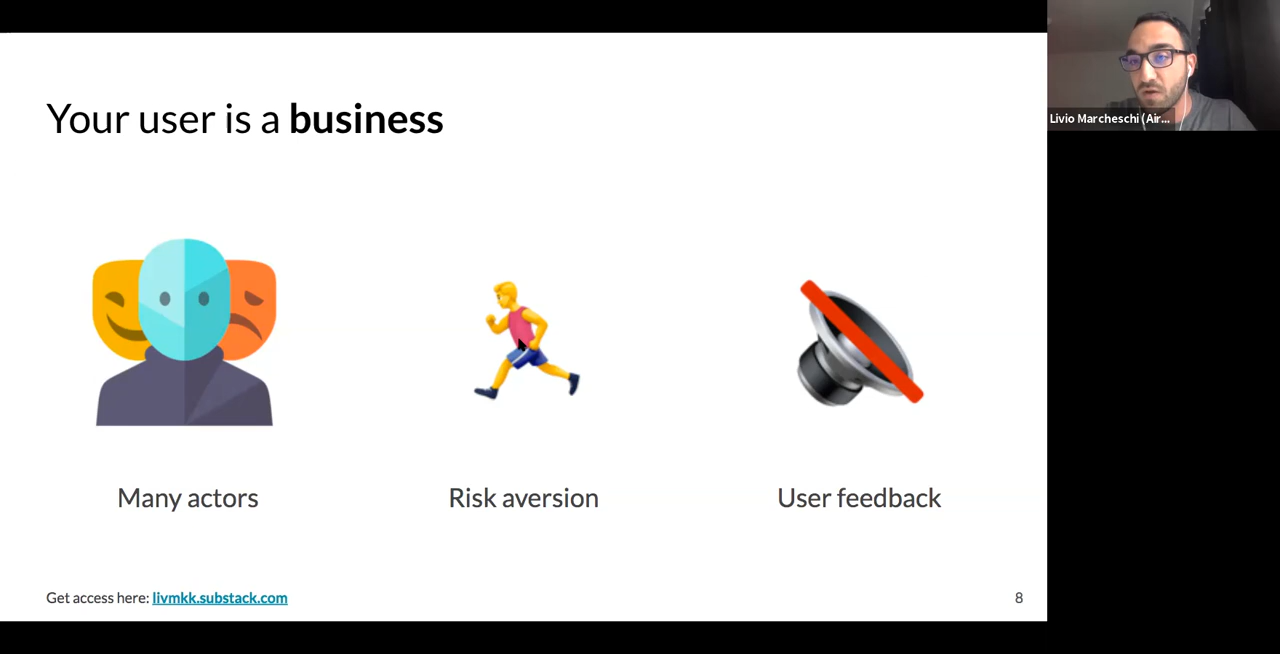 Your user is a business
Many actors
Risk aversion
User feedback
Get access here: livmkk.substack.com
8
Livio Marcheschi (Air...